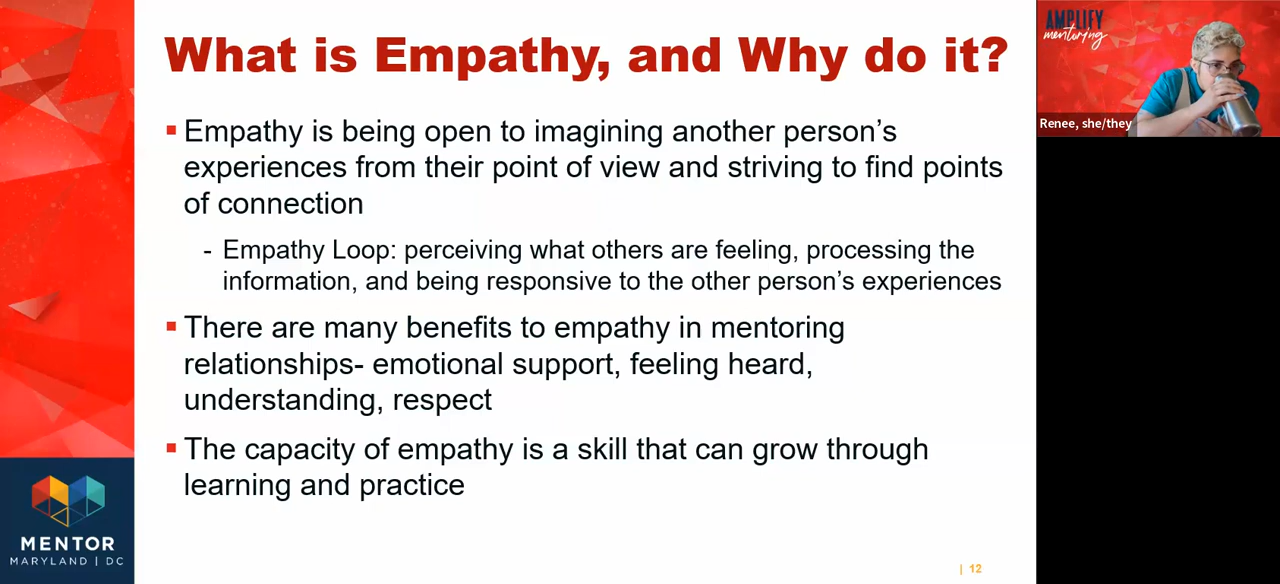 What is Empathy, and Why do it?
▪ Empathy is being open to imagining another person’s
experiences from their point of view and striving to find points
of connection
- Empathy Loop: perceiving what others are feeling, processing the
information, and being responsive to the other person’s experiences
▪ There are many benefits to empathy in mentoring
relationships- emotional support, feeling heard,
understanding, respect
▪ The capacity of empathy is a skill that can grow through
learning and practice
MENTOR
MARYLAND | DC
| 12
AMPLIFY
mentoring
Renee, she/they